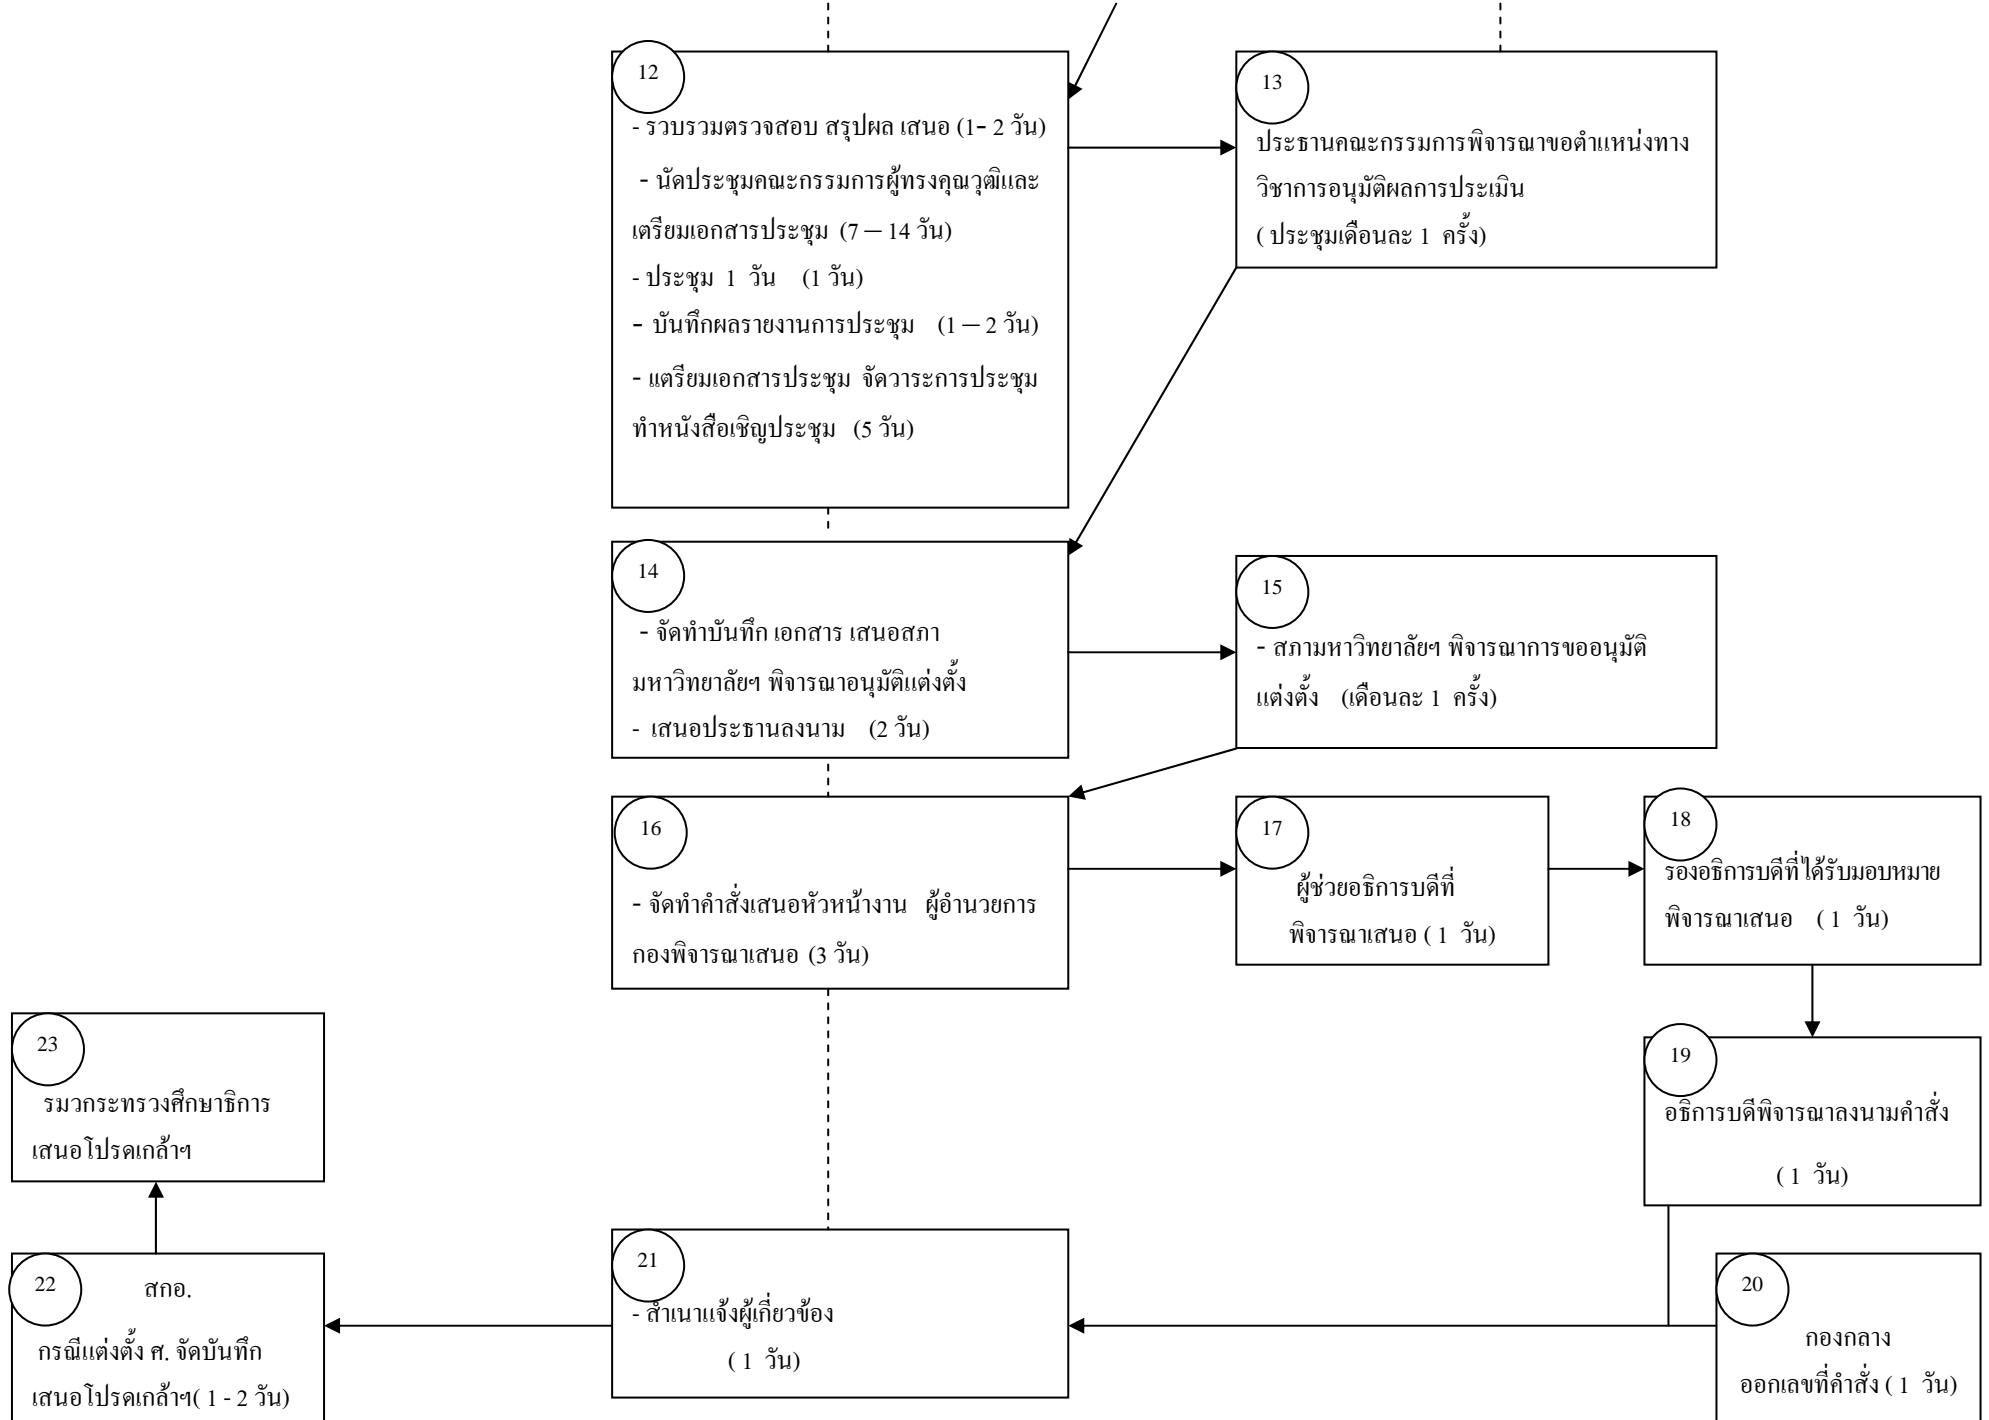 12
- รวบรวมตรวจสอบ สรุปผล เสนอ (1- 2 วัน)
- นัดประชุมคณะกรรมการผู้ทรงคุณวุฒิและ
เตรียมเอกสารประชุม (7 – 14 วัน)
- ประชุม 1 วัน (1 วัน)
- บันทึกผลรายงานการประชุม (1 – 2 วัน)
- แตรียมเอกสารประชุม จัดวาระการประชุม
ทำหนังสือเชิญประชุม (5 วัน)
13
ประธานคณะกรรมการพิจารณาขอตำแหน่งทาง
วิชาการอนุมัติผลการประเมิน
( ประชุมเดือนละ 1 ครั้ง)
14
- จัดทำบันทึก เอกสาร เสนอสภา
มหาวิทยาลัยฯ พิจารณาอนุมัติแต่งตั้ง
- เสนอประธานลงนาม (2 วัน)
15
- สภามหาวิทยาลัยฯ พิจารณาการขออนุมัติ
แต่งตั้ง (เดือนละ 1 ครั้ง)
16
- จัดทำคำสั่งเสนอหัวหน้างาน ผู้อำนวยการ
กองพิจารณาเสนอ (3 วัน)
17
ผู้ช่วยอธิการบดีที่
พิจารณาเสนอ ( 1 วัน)
18
รองอธิการบดีที่ได้รับมอบหมาย
พิจารณาเสนอ ( 1 วัน)
19
อธิการบดีพิจารณาลงนามคำสั่ง
( 1 วัน)
20
กองกลาง
ออกเลขที่คำสั่ง ( 1 วัน)
21
- สำเนาแจ้งผู้เกี่ยวข้อง
( 1 วัน)
22
สกอ.
กรณีแต่งตั้ง ศ. จัดบันทึก
เสนอโปรดเกล้าฯ( 1 - 2 วัน)
23
รมวกระทรวงศึกษาธิการ
เสนอโปรดเกล้าฯ